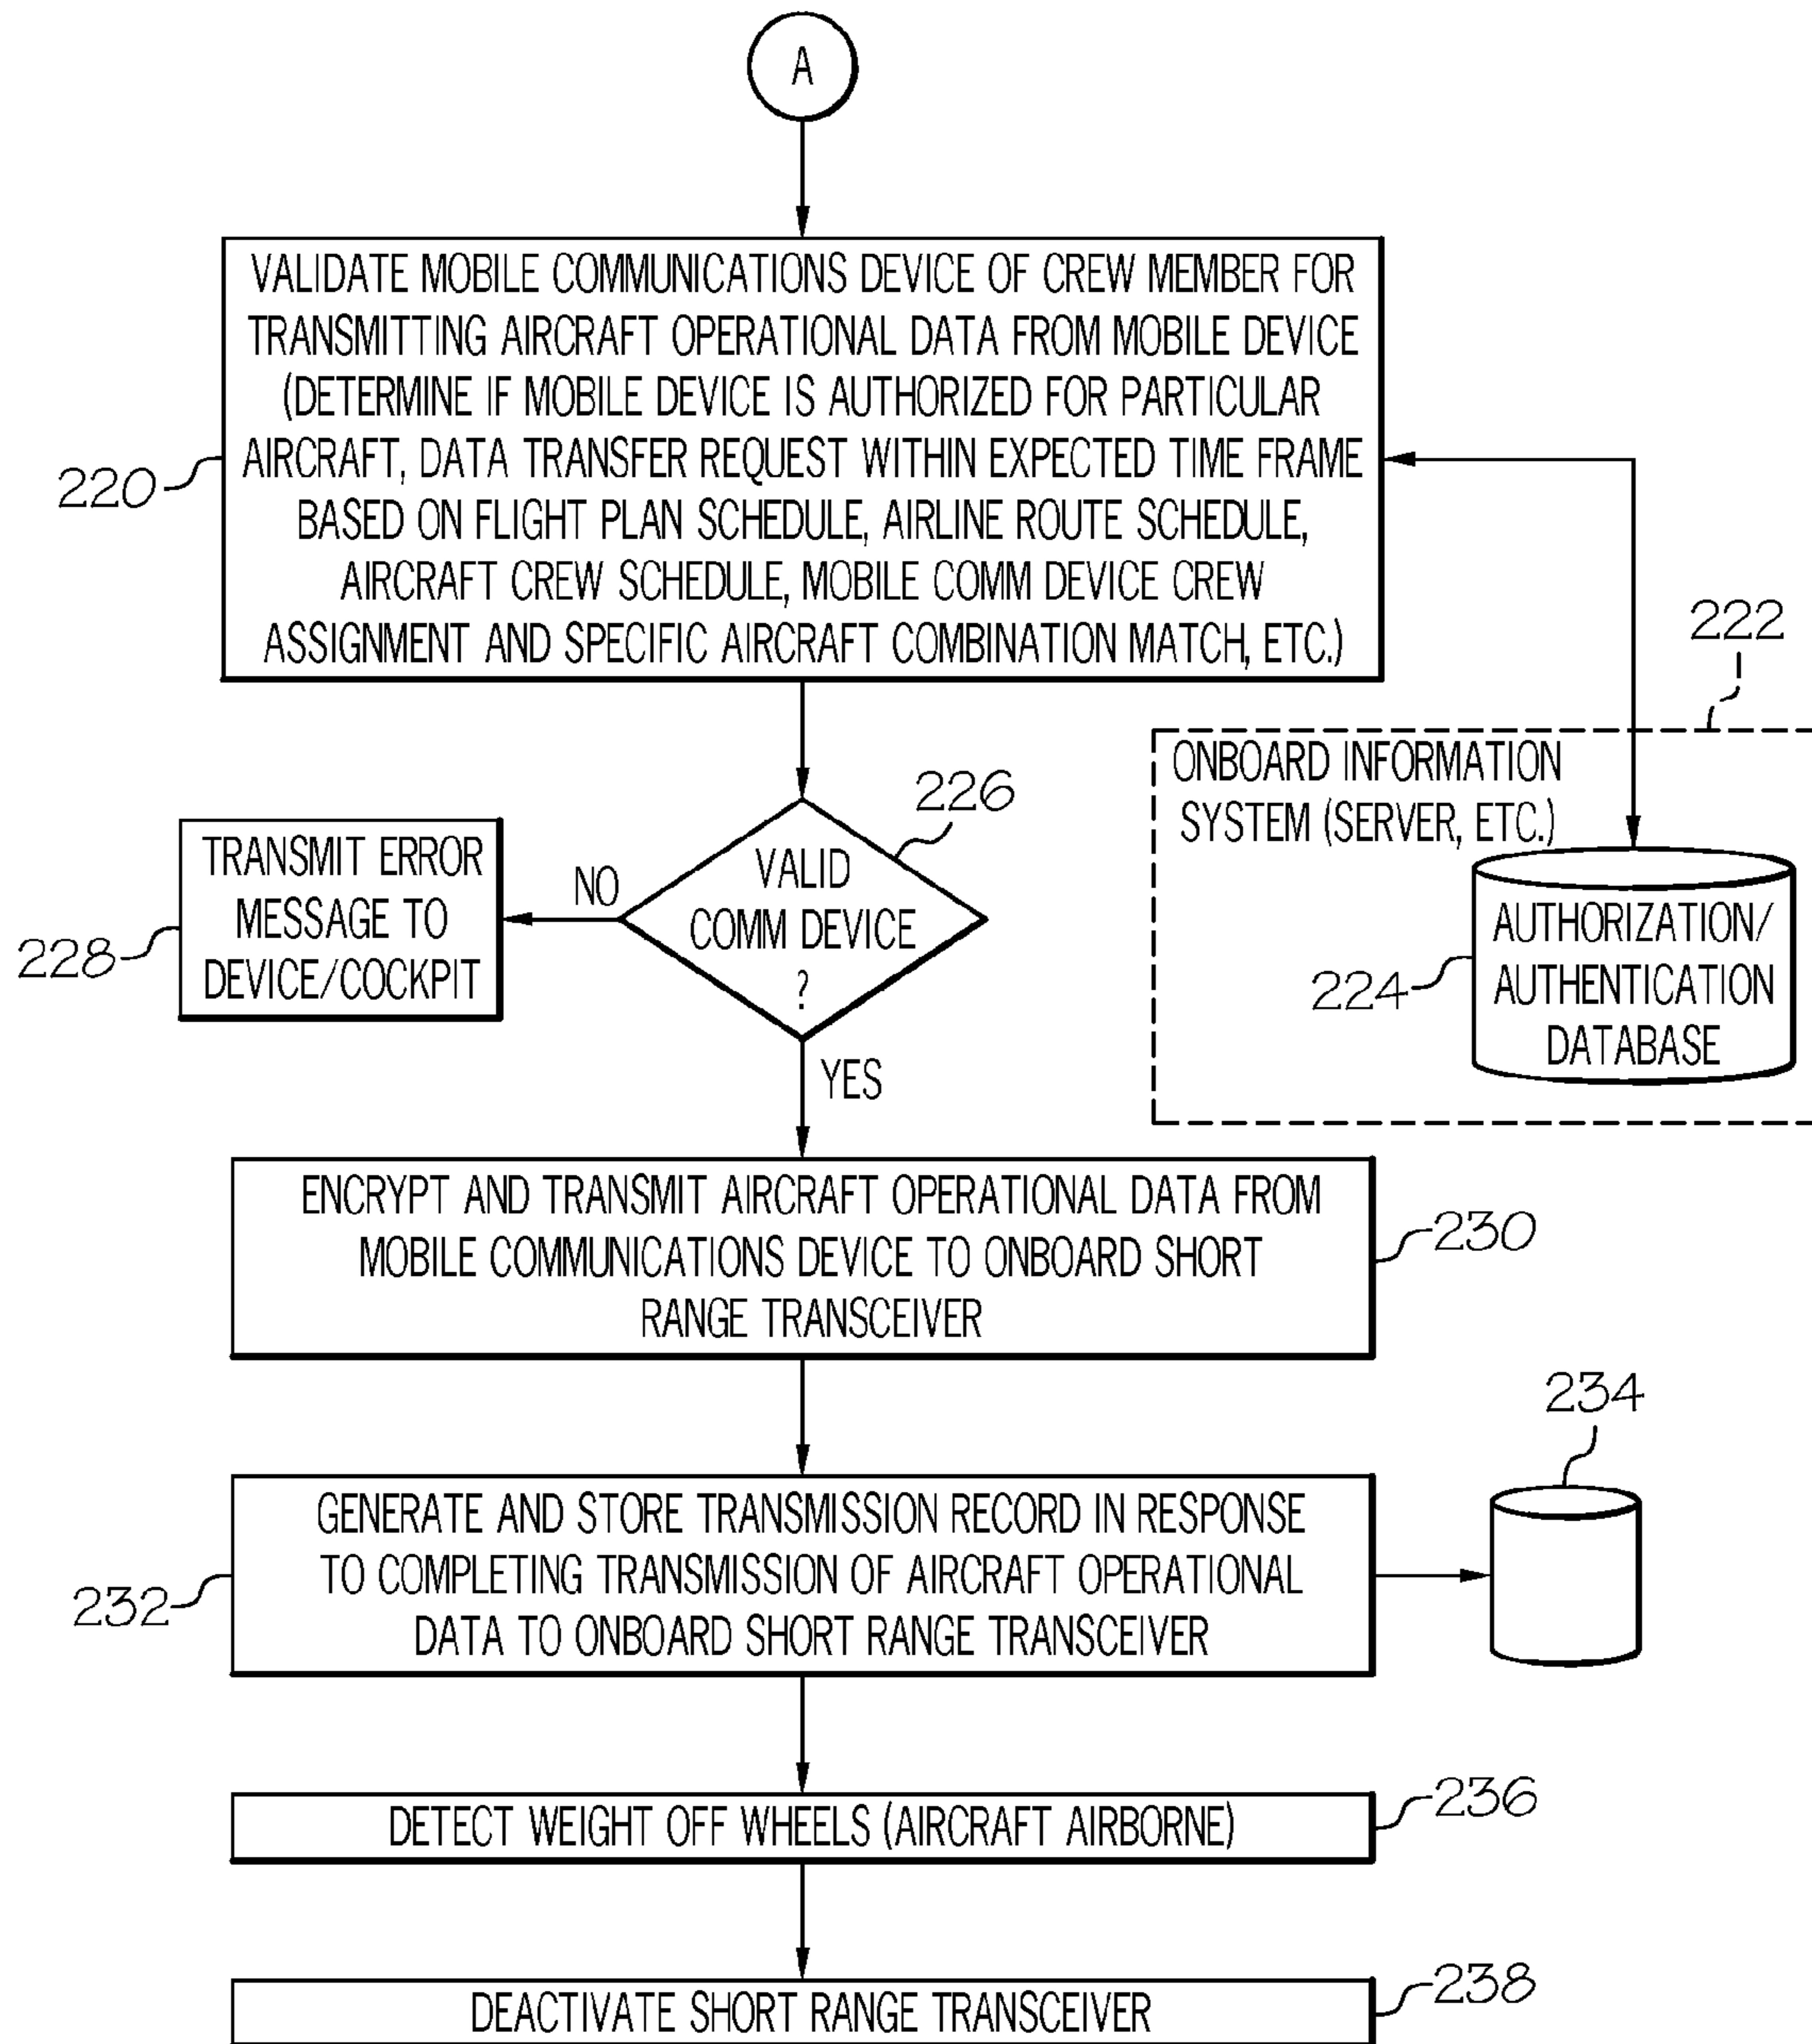 A
VALIDATE MOBILE COMMUNICATIONS DEVICE OF CREW MEMBER FOR
TRANSMITTING AIRCRAFT OPERATIONAL DATA FROM MOBILE DEVICE
(DETERMINE IF MOBILE DEVICE IS AUTHORIZED FOR PARTICULAR
AIRCRAFT, DATA TRANSFER REQUEST WITHIN EXPECTED TIME FRAME
BASED ON FLIGHT PLAN SCHEDULE, AIRLINE ROUTE SCHEDULE,
AIRCRAFT CREW SCHEDULE, MOBILE COMM DEVICE CREW
ASSIGNMENT AND SPECIFIC AIRCRAFT COMBINATION MATCH, ETC.)
220
222
ONBOARD INFORMATION
SYSTEM (SERVER, ETC.)
AUTHORIZATION/
AUTHENTICATION
DATABASE
224
226
VALID
COMM DEVICE
?
NO
TRANSMIT ERROR
MESSAGE TO
DEVICE/COCKPIT
228
YES
ENCRYPT AND TRANSMIT AIRCRAFT OPERATIONAL DATA FROM
MOBILE COMMUNICATIONS DEVICE TO ONBOARD SHORT
RANGE TRANSCEIVER
230
GENERATE AND STORE TRANSMISSION RECORD IN RESPONSE
TO COMPLETING TRANSMISSION OF AIRCRAFT OPERATIONAL
DATA TO ONBOARD SHORT RANGE TRANSCEIVER
232
234
DETECT WEIGHT OFF WHEELS (AIRCRAFT AIRBORNE)
236
DEACTIVATE SHORT RANGE TRANSCEIVER
238